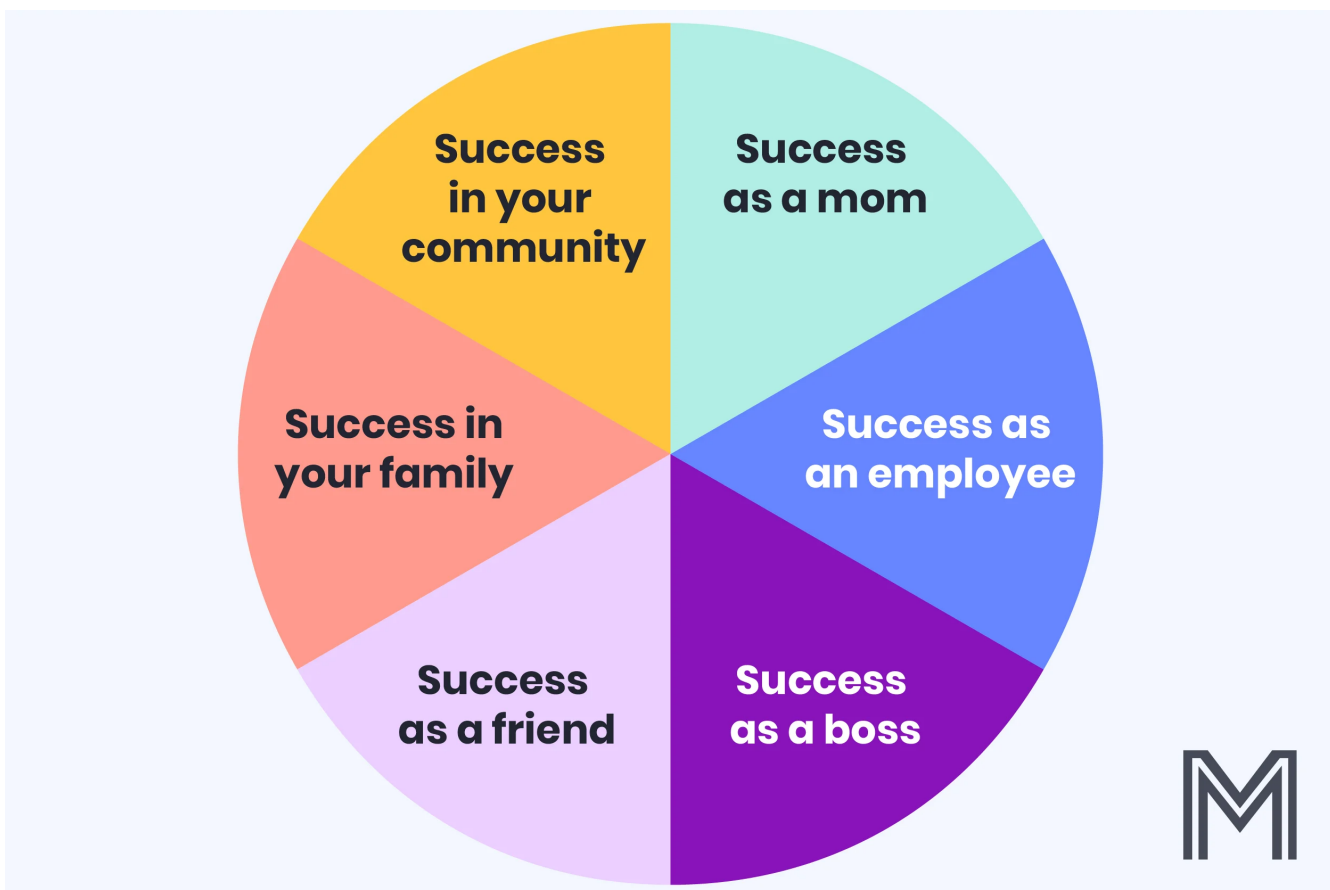 Success
in your
community
Success
as a mom
Success in
your family
Success as
an employee
Success
as a friend
Success
as a boss
M